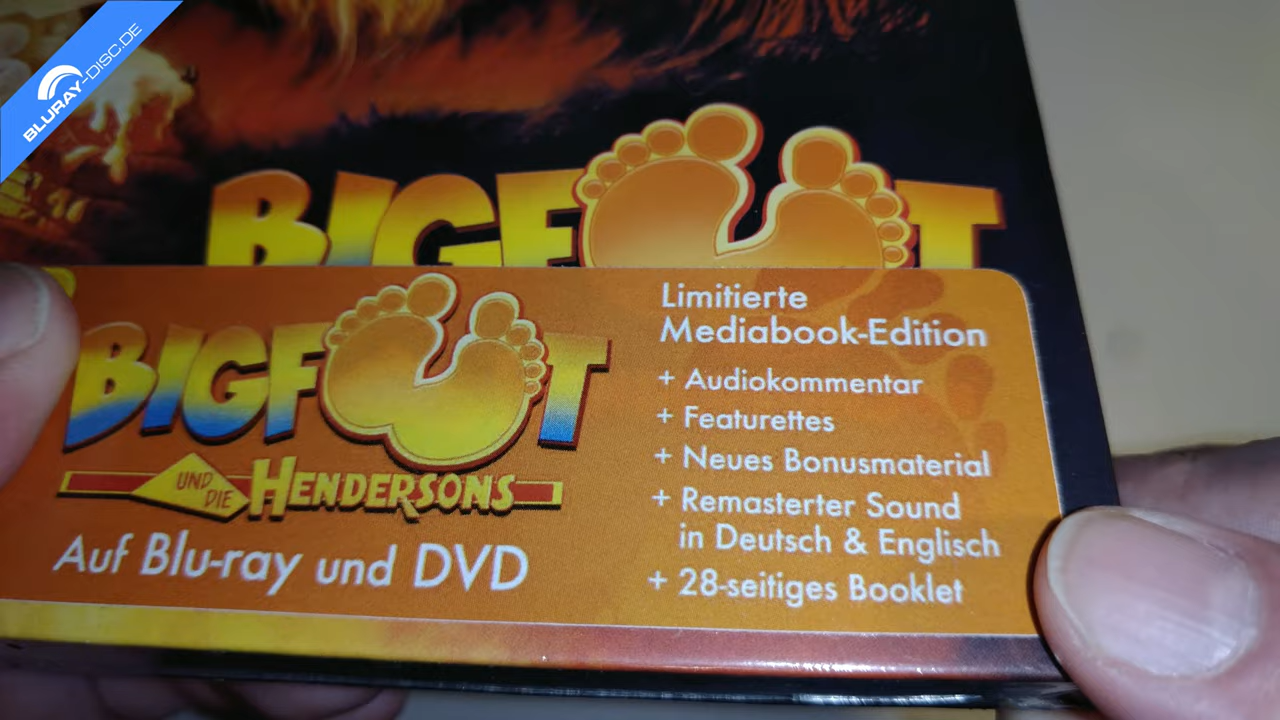 BLURAY-DISC.DE
BIGFOOT
BIGFOOT
UND DIE HENDERSONS
Auf Blu-ray und DVD
Limitierte
Mediabook-Edition
+ Audiokommentar
+ Featurettes
+ Neues Bonusmaterial
+ Remasterter Sound
in Deutsch & Englisch
+ 28-seitiges Booklet